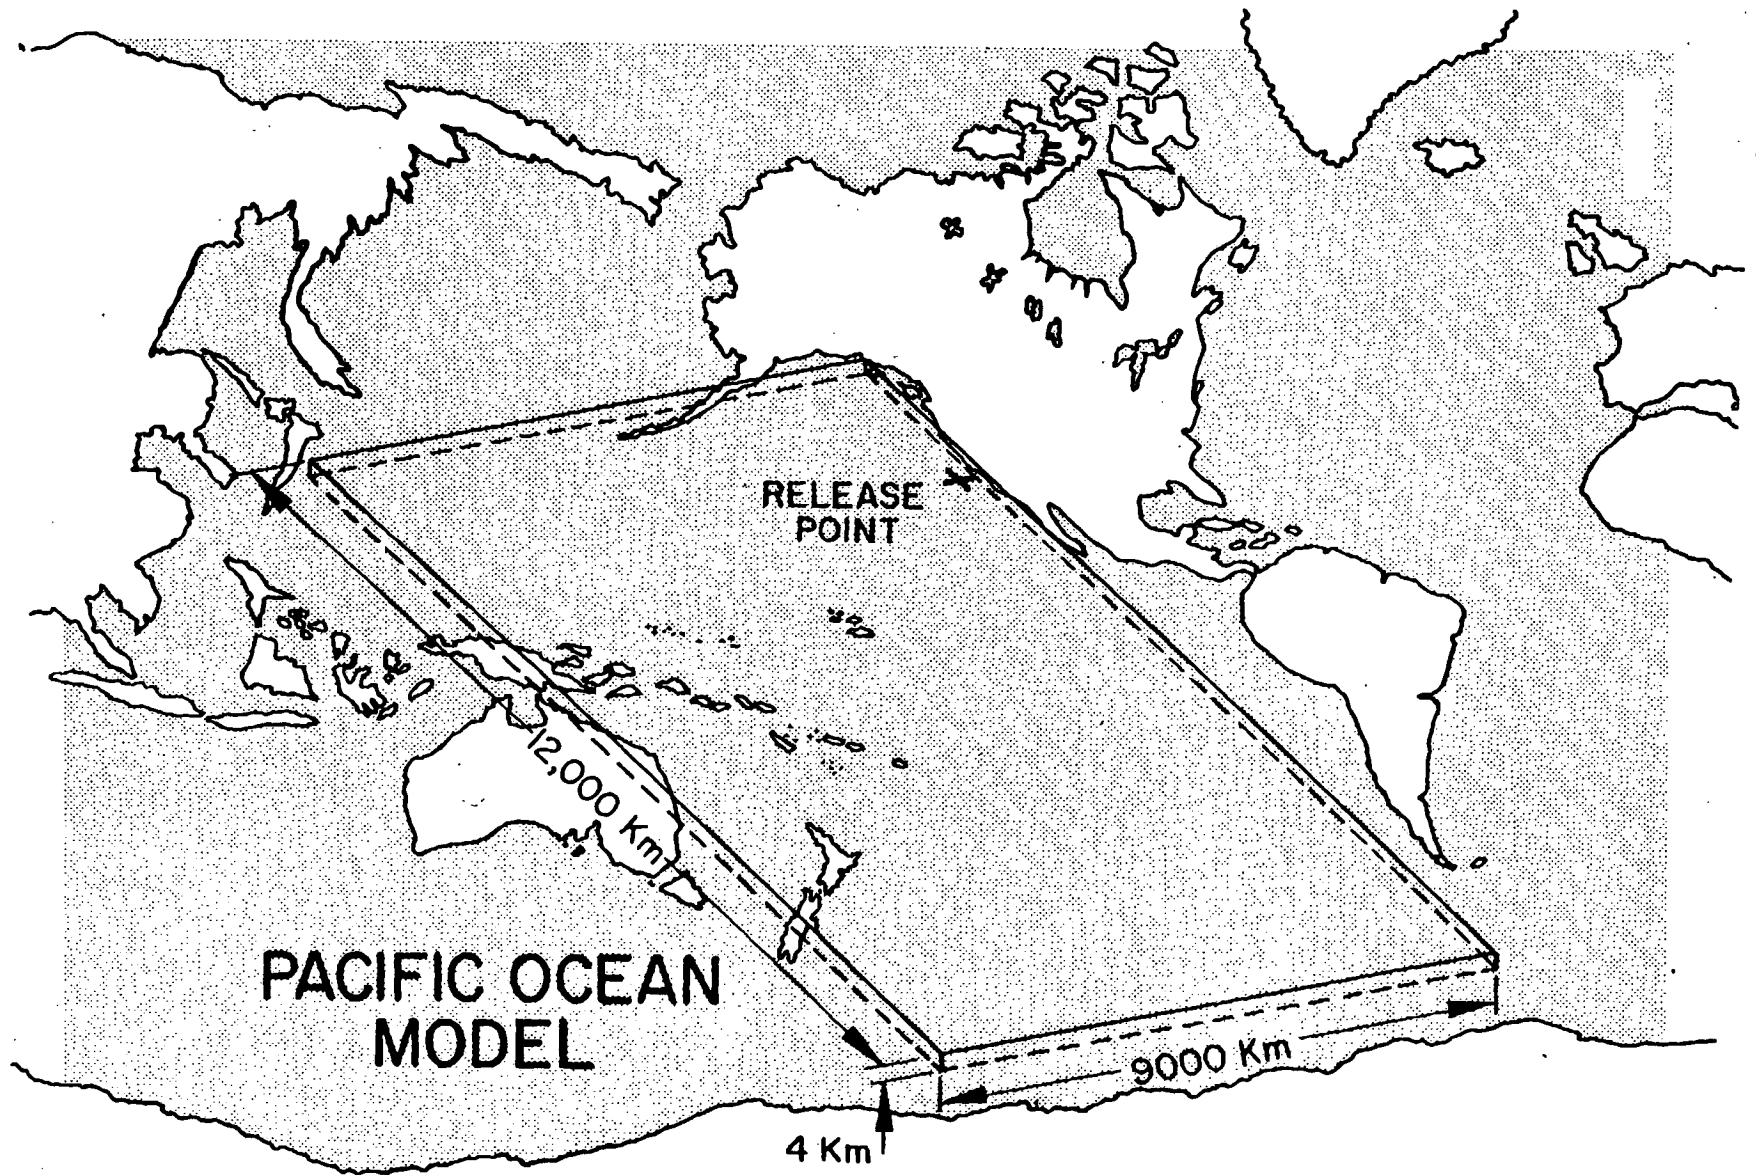 RELEASE
POINT
12,000 Km
PACIFIC OCEAN
MODEL
9000 Km
4 Km